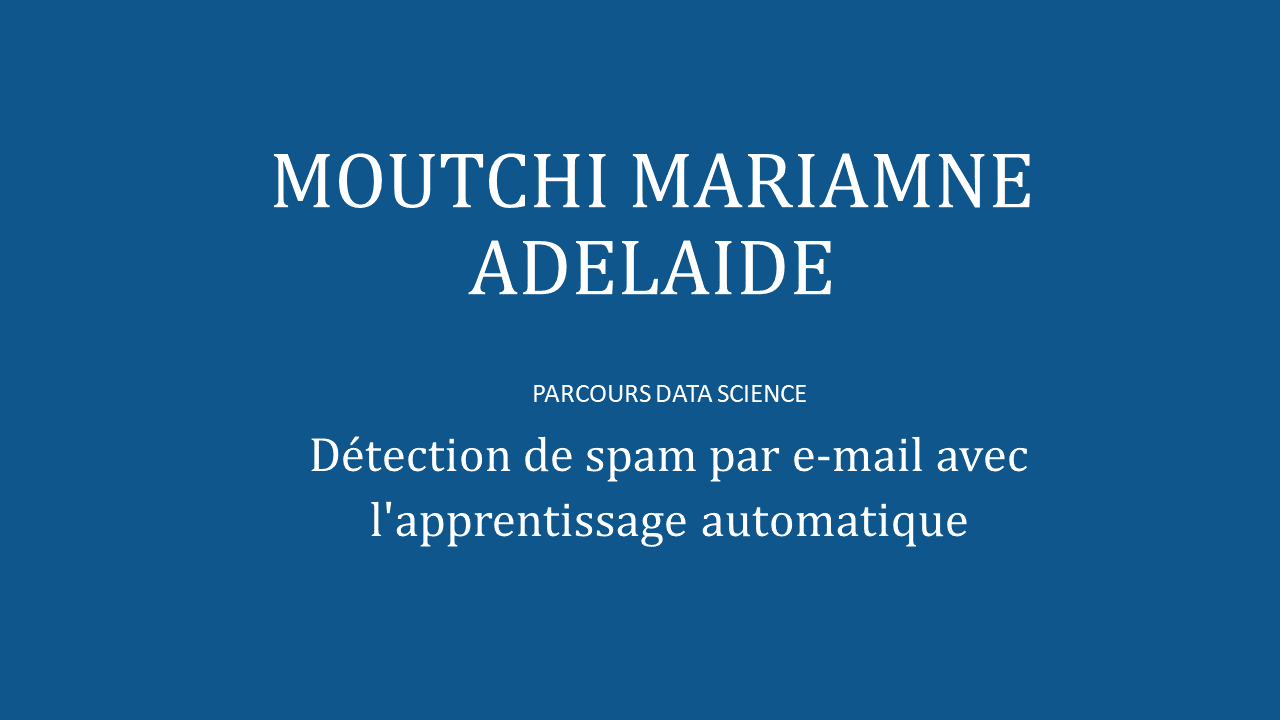 MOUTCHI MARIAMNE
ADELAIDE
PARCOURS DATA SCIENCE
Détection de spam par e-mail avec
l'apprentissage automatique